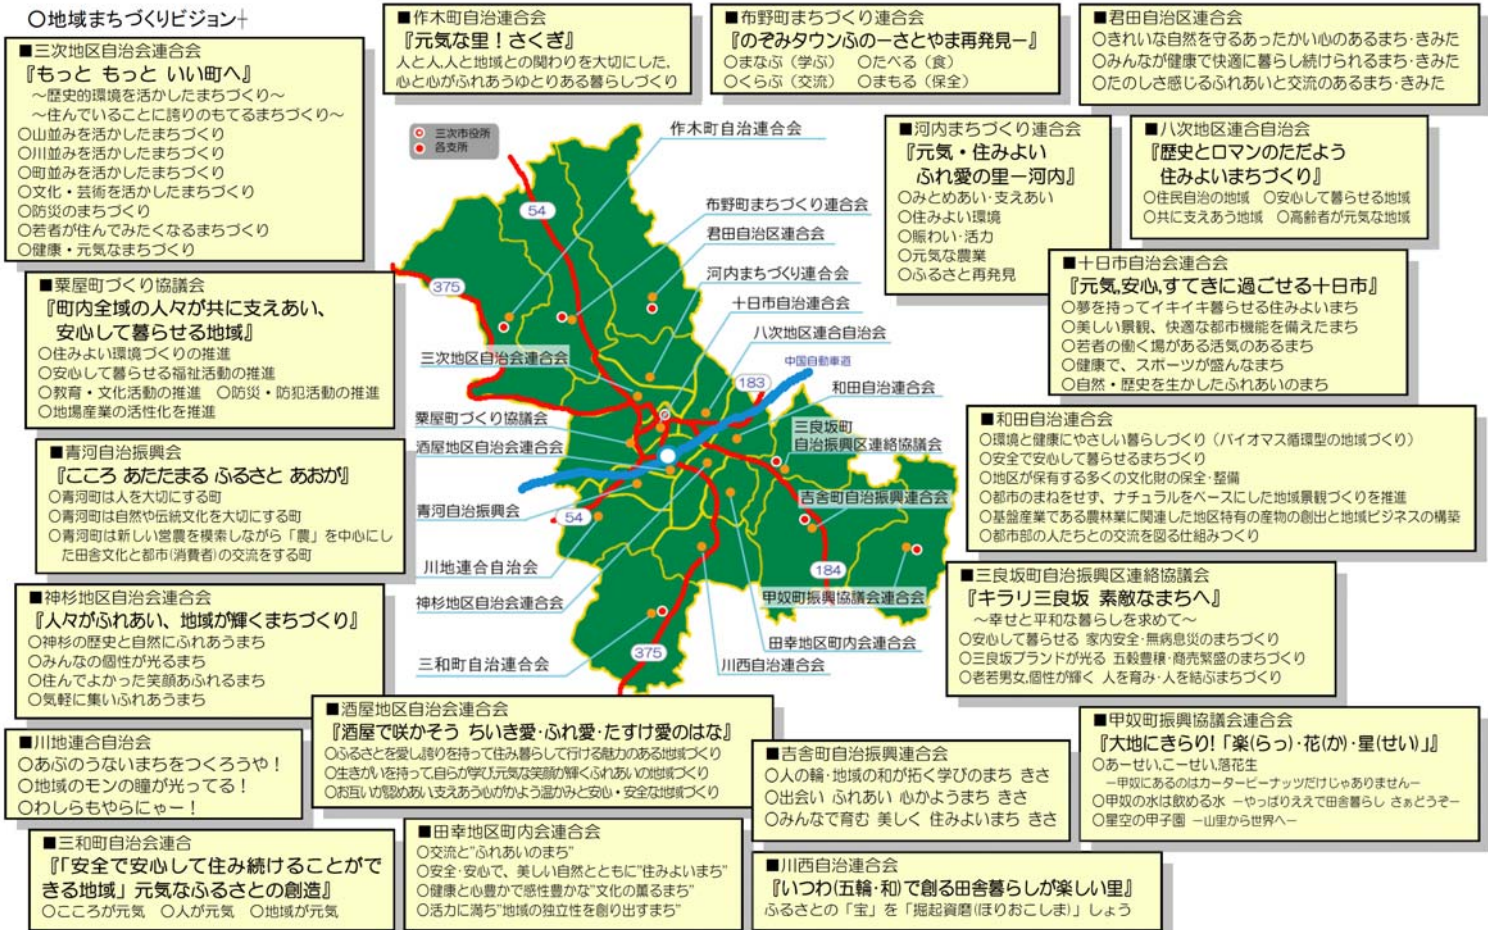 〇地域まちづくりビジョン
■三次地区自治会連合会
『もっと もっと いい町へ』
～歴史的環境を活かしたまちづくり～
～住んでいることに誇りのもてるまちづくり～
〇山並みを活かしたまちづくり
〇川並みを活かしたまちづくり
〇町並みを活かしたまちづくり
〇文化・芸術を活かしたまちづくり
〇防災のまちづくり
〇若者が住んでみたくなるまちづくり
〇健康・元気なまちづくり
■作木町自治連合会
『元気な里！さくぎ』
人と人,人と地域との関わりを大切にした、
心と心がふれあうゆとりある暮らしづくり
■布野町まちづくり連合会
『のぞみタウンふのーさとやま再発見ー』
〇まなぶ（学ぶ） 〇たべる（食）
〇くらぶ（交流） 〇まもる（保全）
■君田自治区連合会
〇きれいな自然を守るあったかい心のあるまち・きみた
〇みんなが健康で快適に暮らし続けられるまち・きみた
〇たのしさ感じるふれあいと交流のあるまち・きみた
■河内まちづくり連合会
『元気・住みよい
ふれ愛の里ー河内』
〇みとめあい・支えあい
〇住みよい環境
〇賑わい・活力
〇元気な農業
〇ふるさと再発見
■八次地区連合自治会
『歴史とロマンのただよう
住みよいまちづくり』
〇住民自治の地域 〇安心して暮らせる地域
〇共に支えあう地域 〇高齢者が元気な地域
■十日市自治会連合会
『元気,安心,すてきに過ごせる十日市』
〇夢を持ってイキイキ暮らせる住みよいまち
〇美しい景観、快適な都市機能を備えたまち
〇若者の働く場がある活気のあるまち
〇健康で、スポーツが盛んなまち
〇自然・歴史を生かしたふれあいのまち
■粟屋町づくり協議会
『町内全域の人々が共に支えあい、
安心して暮らせる地域』
〇住みよい環境づくりの推進
〇安心して暮らせる福祉活動の推進
〇教育・文化活動の推進 〇防災・防犯活動の推進
〇地場産業の活性化を推進
■青河自治振興会
『こころ あたたまる ふるさと あおが』
〇青河町は人を大切にする町
〇青河町は自然や伝統文化を大切にする町
〇青河町は新しい営農を模索しながら「農」を中心にし
た田舎文化と都市(消費者)の交流をする町
■神杉地区自治会連合会
『人々がふれあい、地域が輝くまちづくり』
〇神杉の歴史と自然にふれあうまち
〇みんなの個性が光るまち
〇住んでよかった笑顔あふれるまち
〇気軽に集いふれあうまち
■川地連合自治会
〇あぶのうないまちをつくろうや！
〇地域のモンの瞳が光ってる！
〇わしらもやらにゃー！
■三和町自治会連合
『「安全で安心して住み続けることがで
きる地域」元気なふるさとの創造』
〇こころが元気 〇人が元気 〇地域が元気
三次市役所
各支所
作木町自治連合会
54
布野町まちづくり連合会
君田自治区連合会
375
河内まちづくり連合会
十日市自治連合会
八次地区連合自治会
三次地区自治会連合会
中国自動車道
183
和田自治連合会
粟屋町づくり協議会
三良坂町
自治振興区連絡協議会
酒屋地区自治会連合会
吉舎町自治振興連合会
青河自治振興会
54
川地連合自治会
184
神杉地区自治会連合会
甲奴町振興協議会連合会
田幸地区町内会連合会
375
三和町自治連合会
川西自治連合会
■和田自治連合会
〇環境と健康にやさしい暮らしづくり（バイオマス循環型の地域づくり）
〇安全で安心して暮らせるまちづくり
〇地区が保有する多くの文化財の保全・整備
〇都市のまねをせず、ナチュラルをベースにした地域景観づくりを推進
〇基盤産業である農林業に関連した地区特有の産物の創出と地域ビジネスの構築
〇都市部の人たちとの交流を図る仕組みつくり
■三良坂町自治振興区連絡協議会
『キラリ三良坂 素敵なまちへ』
～幸せと平和な暮らしを求めて～
〇安心して暮らせる 家内安全・無病息災のまちづくり
〇三良坂ブランドが光る 五穀豊穣・商売繁盛のまちづくり
〇老若男女,個性が輝く 人を育み・人を結ぶまちづくり
■酒屋地区自治会連合会
『酒屋で咲かそう ちいき愛・ふれ愛・たすけ愛のはな』
〇ふるさとを愛し,誇りを持って住み暮らして行ける魅力のある地域づくり
〇生きがいを持って,自らが学び,元気な笑顔が輝くふれあいの地域づくり
〇お互いが認めあい支えあう心がかよう温かみと安心・安全な地域づくり
■田幸地区町内会連合会
〇交流と"ふれあいのまち"
〇安全・安心で、美しい自然とともに"住みよいまち"
〇健康と心豊かで感性豊かな"文化の薫るまち"
〇活力に満ち"地域の独立性を創り出すまち"
■吉舎町自治振興連合会
〇人の輪・地域の和が拓く学びのまち きさ
〇出会い ふれあい 心かようまち きさ
〇みんなで育む 美しく 住みよいまち きさ
■川西自治連合会
『いつわ(五輪・和)で創る田舎暮らしが楽しい里』
ふるさとの「宝」を「掘起資磨(ほりおこしま)」しょう
■甲奴町振興協議会連合会
『大地にきらり!「楽(らっ)・花(か)・星(せい)」』
〇あーせい,こーせい,落花生
ー甲奴にあるのはカーターピーナッツだけじゃありませんー
〇甲奴の水は飲める水 ーやっぱりええで田舎暮らし さぁどうぞー
〇星空の甲子園 ー山里から世界へー